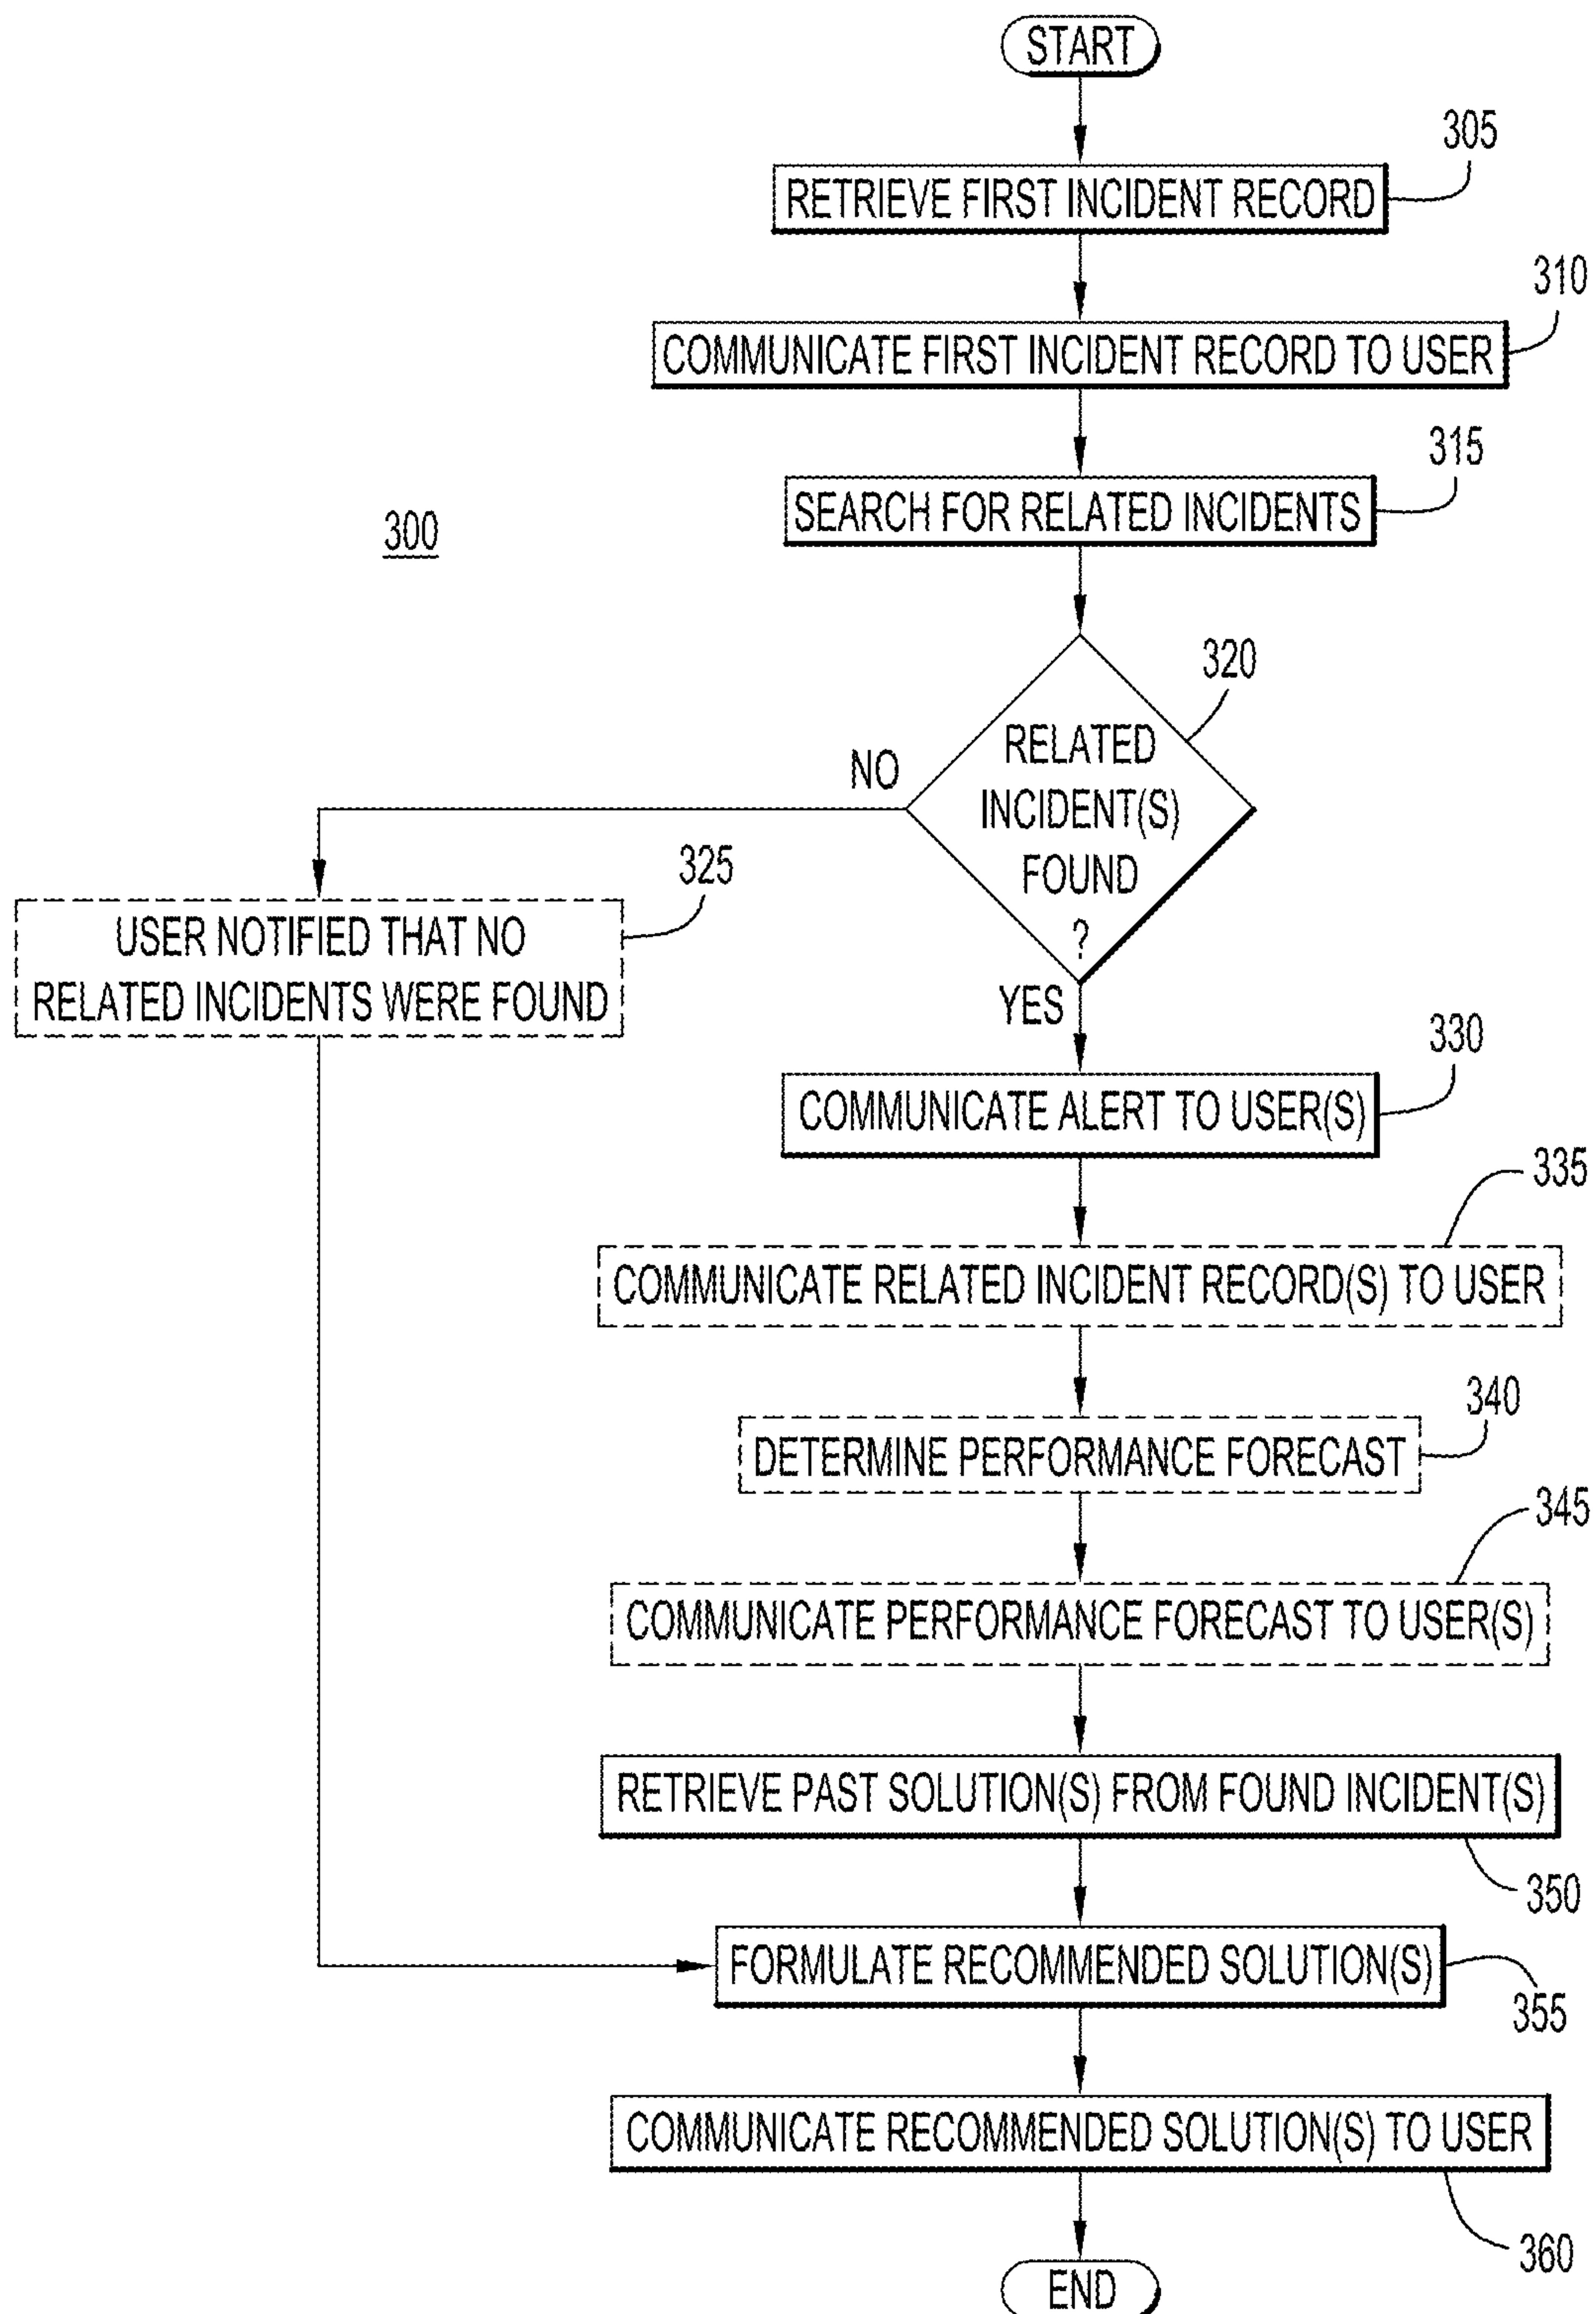 START
305
RETRIEVE FIRST INCIDENT RECORD
310
COMMUNICATE FIRST INCIDENT RECORD TO USER
315
SEARCH FOR RELATED INCIDENTS
300
320
RELATED
INCIDENT(S)
FOUND
?
NO
325
USER NOTIFIED THAT NO
RELATED INCIDENTS WERE FOUND
YES
330
COMMUNICATE ALERT TO USER(S)
335
COMMUNICATE RELATED INCIDENT RECORD(S) TO USER
340
DETERMINE PERFORMANCE FORECAST
345
COMMUNICATE PERFORMANCE FORECAST TO USER(S)
RETRIEVE PAST SOLUTION(S) FROM FOUND INCIDENT(S)
350
FORMULATE RECOMMENDED SOLUTION(S)
355
COMMUNICATE RECOMMENDED SOLUTION(S) TO USER
360
END